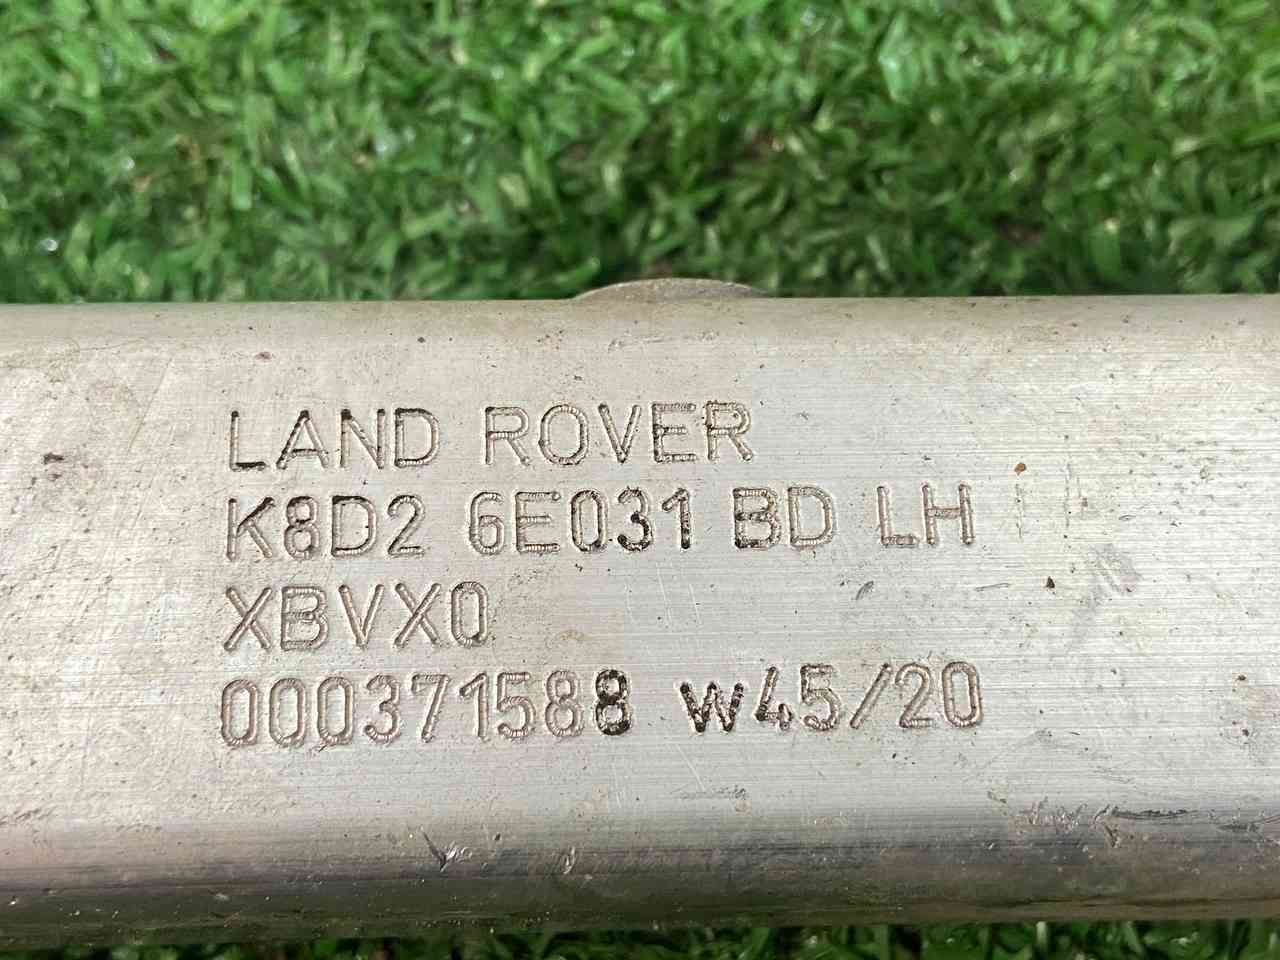 LAND ROVER
K8D2 6E031 BD LH
XBVX0
000371588 W45/20